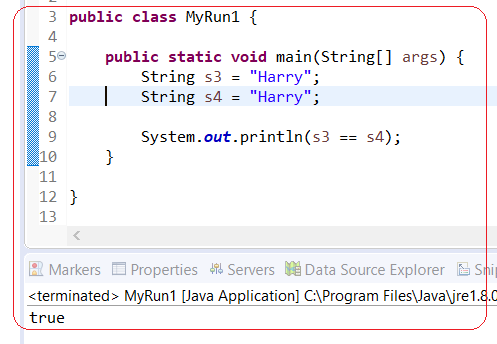 3 public class MyRun1 {
4
5 public static void main(String[] args) {
6 String s3 = "Harry";
7 String s4 = "Harry";
8
9 System.out.println(s3 == s4);
10 }
11
12 }
13
Markers Properties Servers Data Source Explorer
<terminated> MyRun1 [Java Application] C:\Program Files\Java\jre1.8.0
true